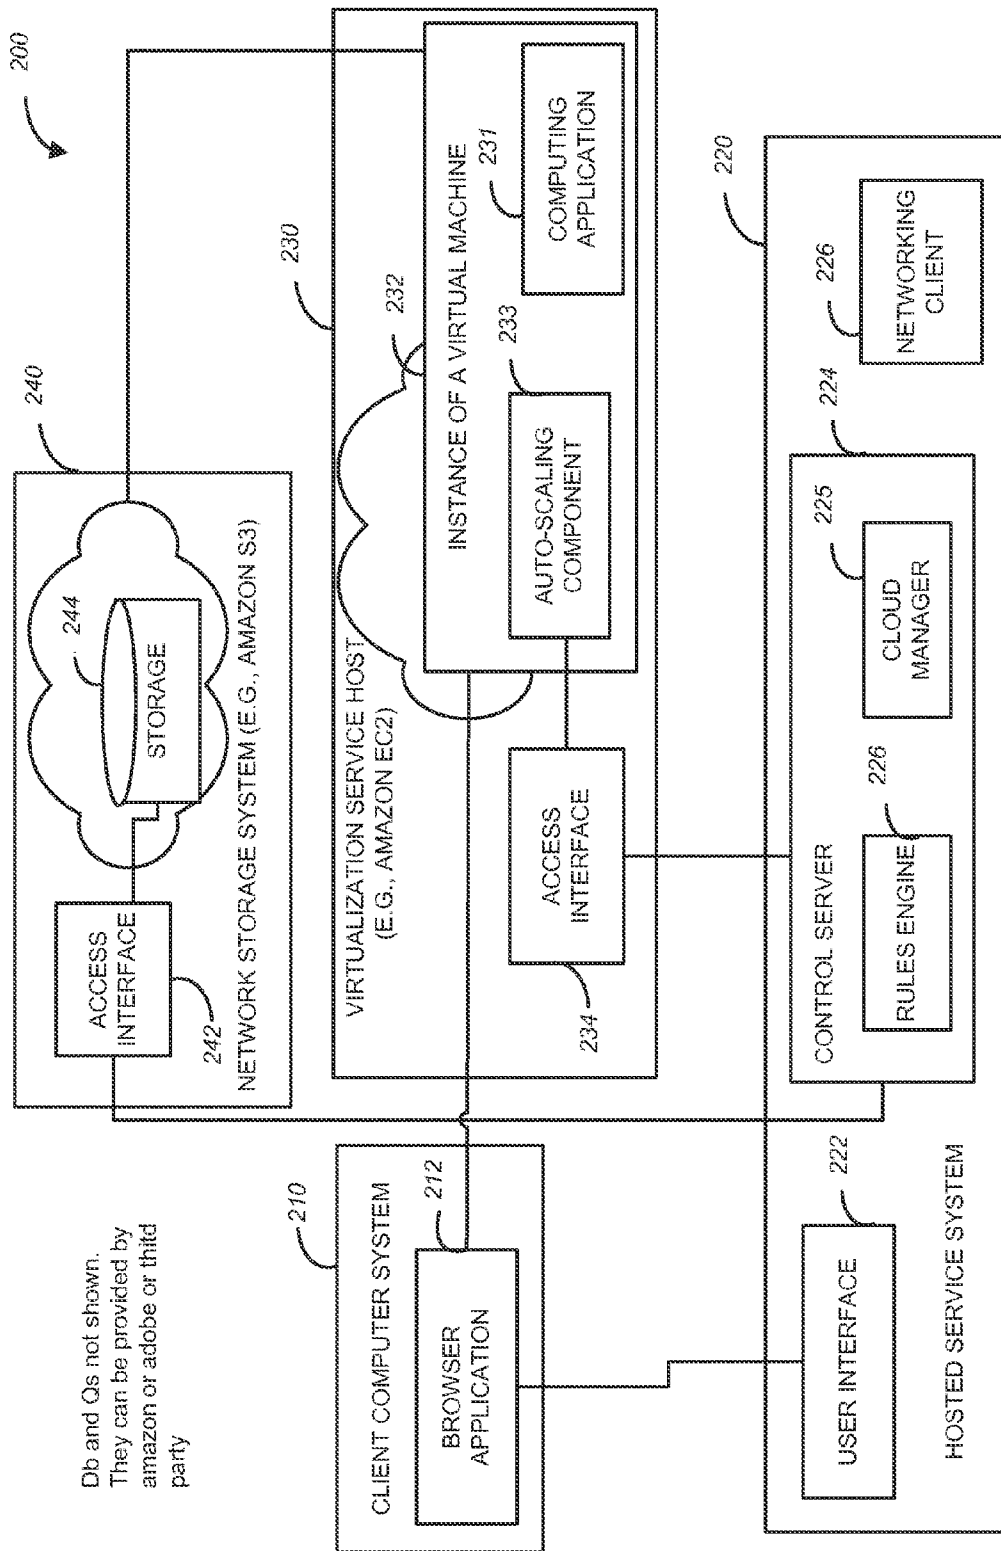 200
Db and Qs not shown.
They can be provided by
amazon or adobe or thitd
party
240
ACCESS
INTERFACE
242
244
STORAGE
NETWORK STORAGE SYSTEM (E.G., AMAZON S3)
210
CLIENT COMPUTER SYSTEM
212
BROWSER
APPLICATION
230
VIRTUALIZATION SERVICE HOST
(E.G., AMAZON EC2)
232
INSTANCE OF A VIRTUAL MACHINE
233
AUTO-SCALING
COMPONENT
231
COMPUTING
APPLICATION
ACCESS
INTERFACE
234
220
222
USER INTERFACE
HOSTED SERVICE SYSTEM
224
CONTROL SERVER
226
RULES ENGINE
225
CLOUD
MANAGER
226
NETWORKING
CLIENT